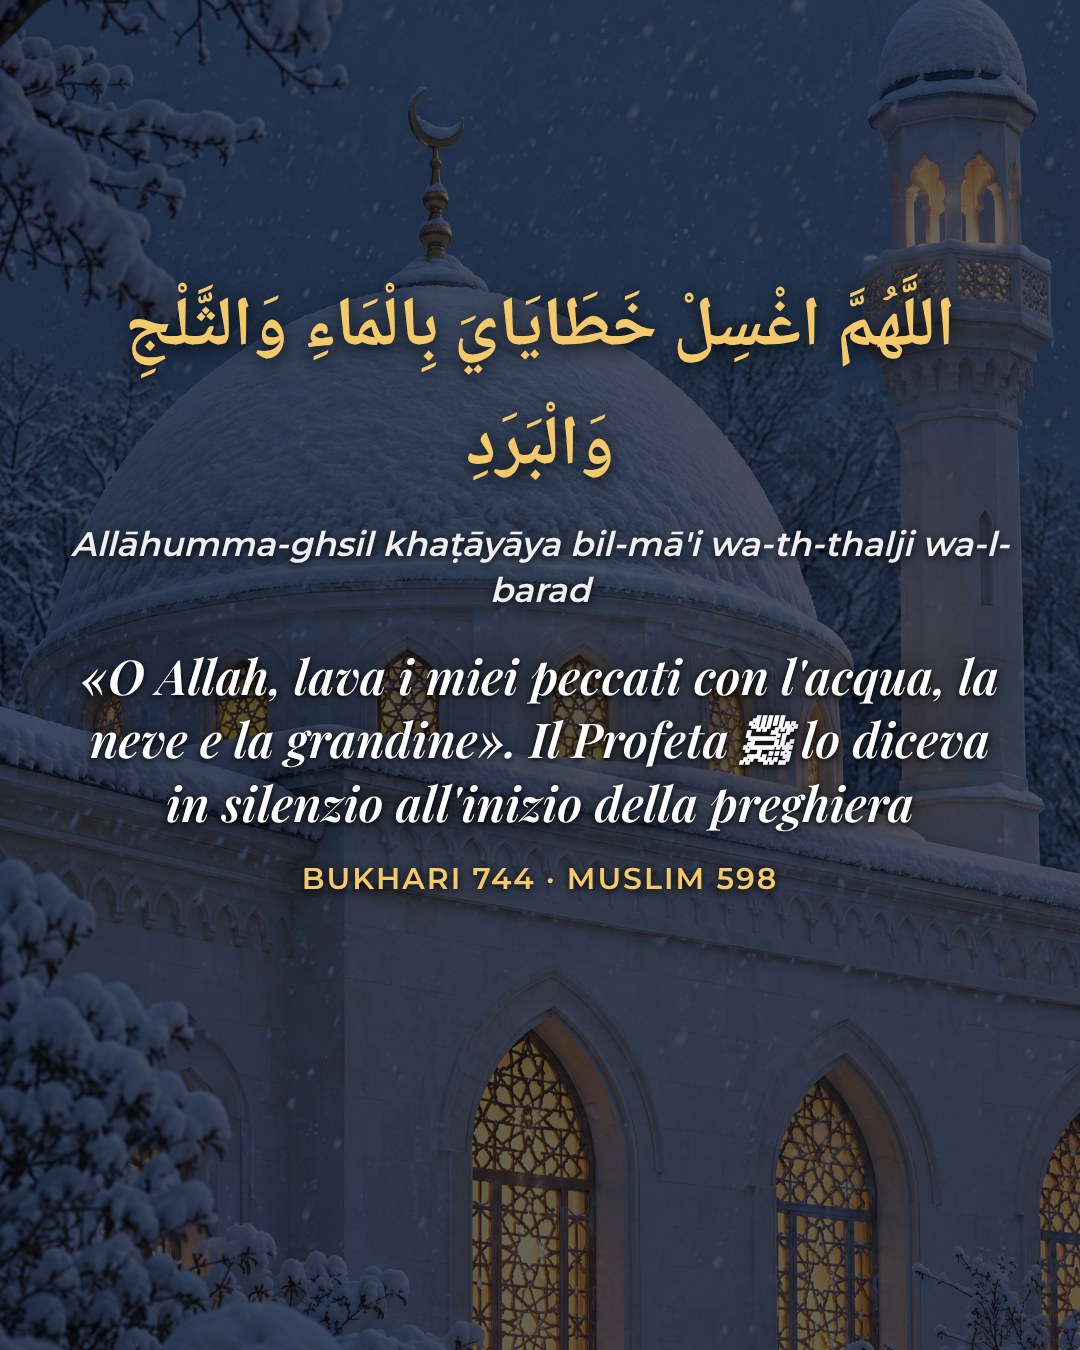 اللَّهُمَّ اغْسِلْ خَطَايَايَ بِالْمَاءِ وَالثَّلْجِ
وَالْبَرَدِ
Allāhumma-ghsil khaṭāyāya bil-mā'i wa-th-thalji wa-l-
barad
«O Allah, lava i miei peccati con l'acqua, la
neve e la grandine». Il Profeta ﷺ lo diceva
in silenzio all'inizio della preghiera
BUKHARI 744 · MUSLIM 598